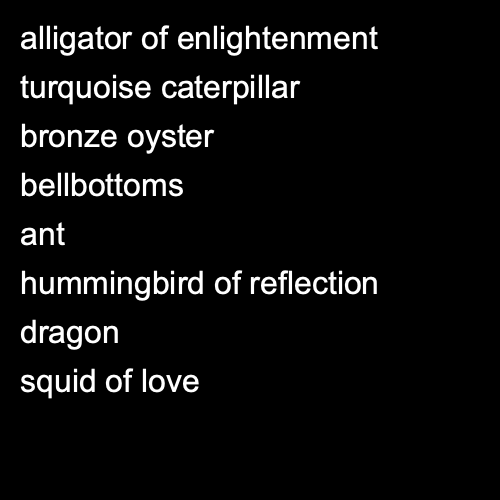 alligator of enlightenment
turquoise caterpillar
bronze oyster
bellbottoms
ant
hummingbird of reflection
dragon
squid of love